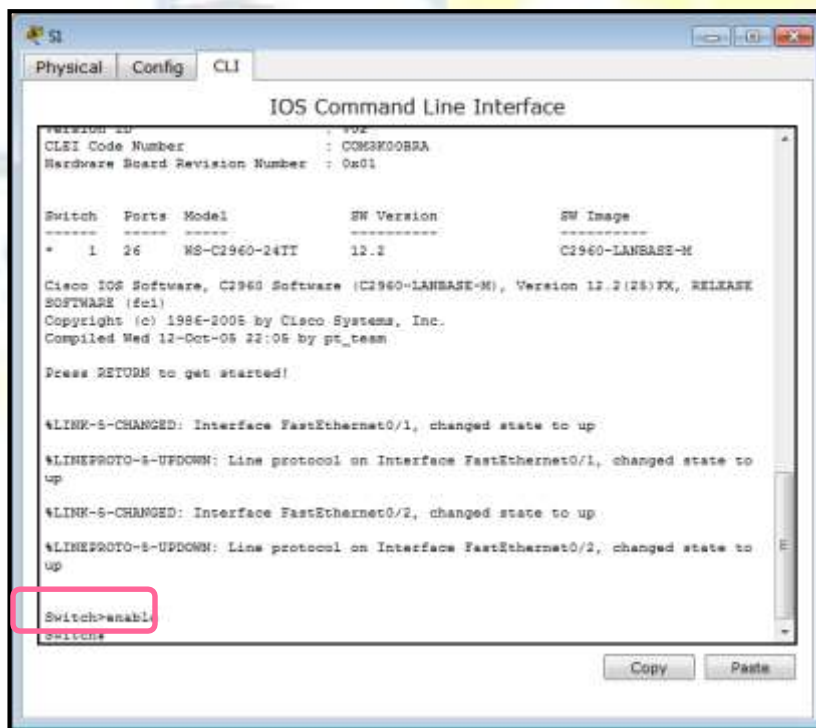 S1
Physical Config CLI
IOS Command Line Interface
Version ID : V02
CLEI Code Number : COM3K00BRA
Hardware Board Revision Number : 0x01
Switch Ports Model SW Version SW Image
------ ----- ----- ---------- ----------
* 1 26 WS-C2960-24TT 12.2 C2960-LANBASE-M
Cisco IOS Software, C2960 Software (C2960-LANBASE-M), Version 12.2(25)FX, RELEASE
SOFTWARE (fc1)
Copyright (c) 1986-2005 by Cisco Systems, Inc.
Compiled Wed 12-Oct-05 22:05 by pt_team
Press RETURN to get started!
%LINK-5-CHANGED: Interface FastEthernet0/1, changed state to up
%LINEPROTO-5-UPDOWN: Line protocol on Interface FastEthernet0/1, changed state to
up
%LINK-5-CHANGED: Interface FastEthernet0/2, changed state to up
%LINEPROTO-5-UPDOWN: Line protocol on Interface FastEthernet0/2, changed state to
up
Switch>enable
Switch#
Copy Paste